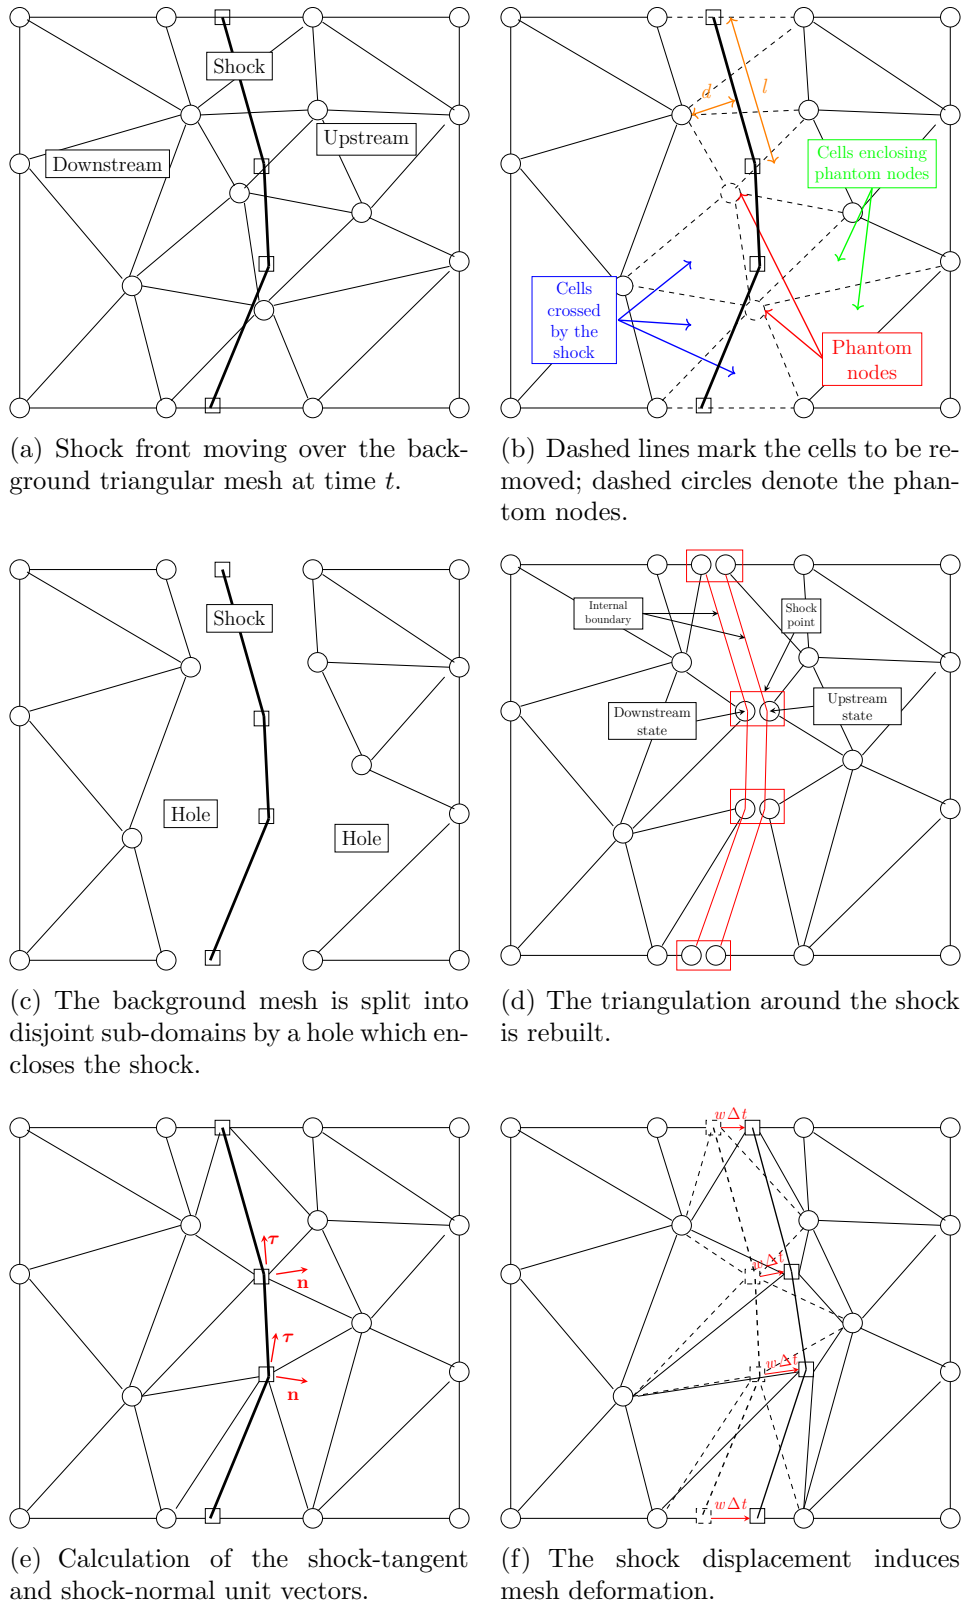 Shock
Upstream
Downstream
(a) Shock front moving over the back-
ground triangular mesh at time t.
d
l
Cells enclosing
phantom nodes
Cells
crossed
by the
shock
Phantom
nodes
(b) Dashed lines mark the cells to be re-
moved; dashed circles denote the phan-
tom nodes.
Shock
Hole
Hole
(c) The background mesh is split into
disjoint sub-domains by a hole which en-
closes the shock.
Internal
boundary
Shock
point
Downstream
state
Upstream
state
(d) The triangulation around the shock
is rebuilt.
τ
n
τ
n
(e) Calculation of the shock-tangent
and shock-normal unit vectors.
wΔt
wΔt
wΔt
wΔt
(f) The shock displacement induces
mesh deformation.